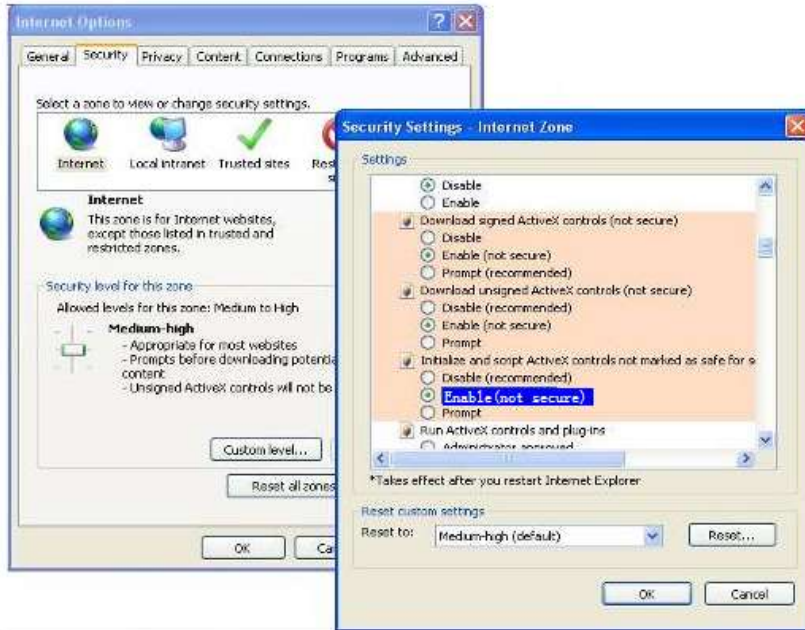 Internet Options
General Security Privacy Content Connections Programs Advanced
Select a zone to view or change security settings.
Internet Local intranet Trusted sites
Internet
This zone is for Internet websites,
except those listed in trusted and
restricted zones.
Security level for this zone
Allowed levels for this zone: Medium to High
Medium-high
- Appropriate for most websites
- Prompts before downloading
content
- Unsigned ActiveX controls will not be
Custom level...
Reset all zones
OK
Security Settings - Internet Zone
Settings
Disable
Enable
Download signed ActiveX controls (not secure)
Disable
Enable (not secure)
Prompt (recommended)
Download unsigned ActiveX controls (not secure)
Disable (recommended)
Enable (not secure)
Prompt
Initialize and script ActiveX controls not marked as safe for s
Disable (recommended)
Enable(not secure)
Prompt
Run ActiveX controls and plug-ins
Administrator approved
*Takes effect after you restart Internet Explorer
Reset custom settings
Reset to: Medium-high (default) Reset...
OK Cancel